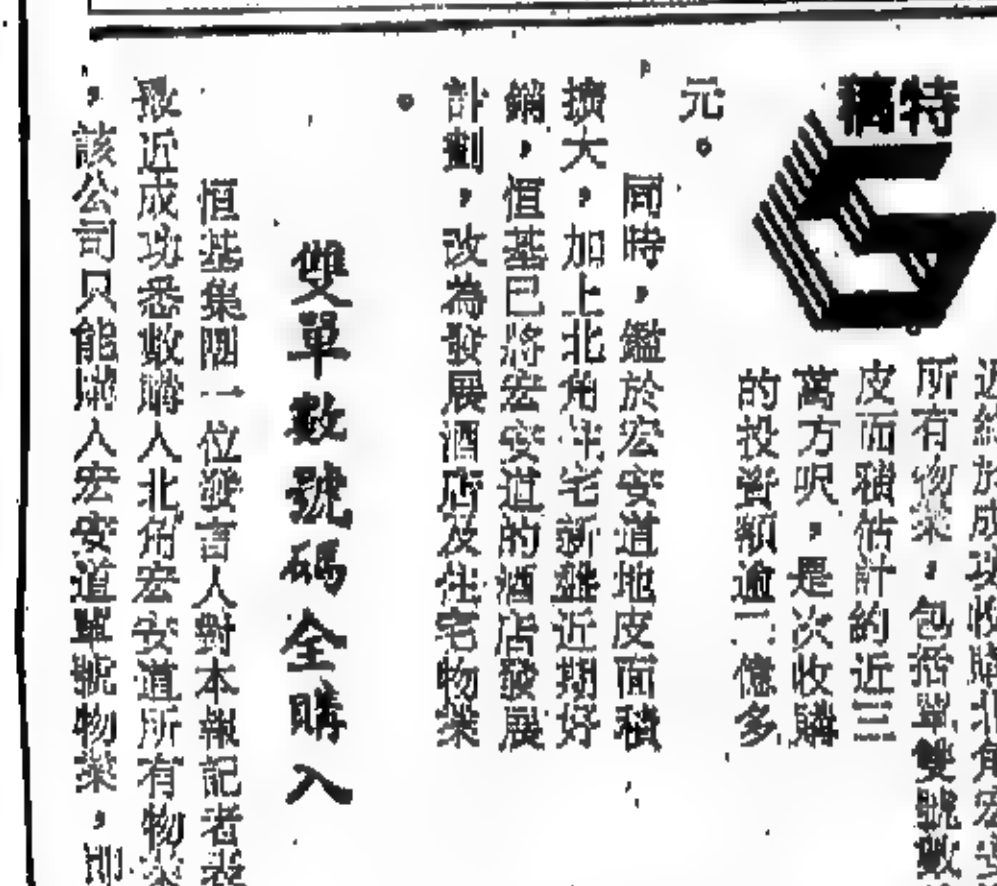 特稿
近終於成功收購北角宏安
所有物業，包括單雙號數
皮面積估計約近三
萬方呎，是次收購
的投資額逾二億多
元。
同時，鑑於宏安道地皮面積
擴大，加上北角住宅新盤近期好
銷，恒基已將宏安道的酒店發展
計劃，改為發展酒店及住宅物業
。
雙單數號碼全購入
恒基集團一位發言人對本報記者表
最近成功悉數購入北角宏安道所有物業
，該公司只能購入宏安道單號物業，即